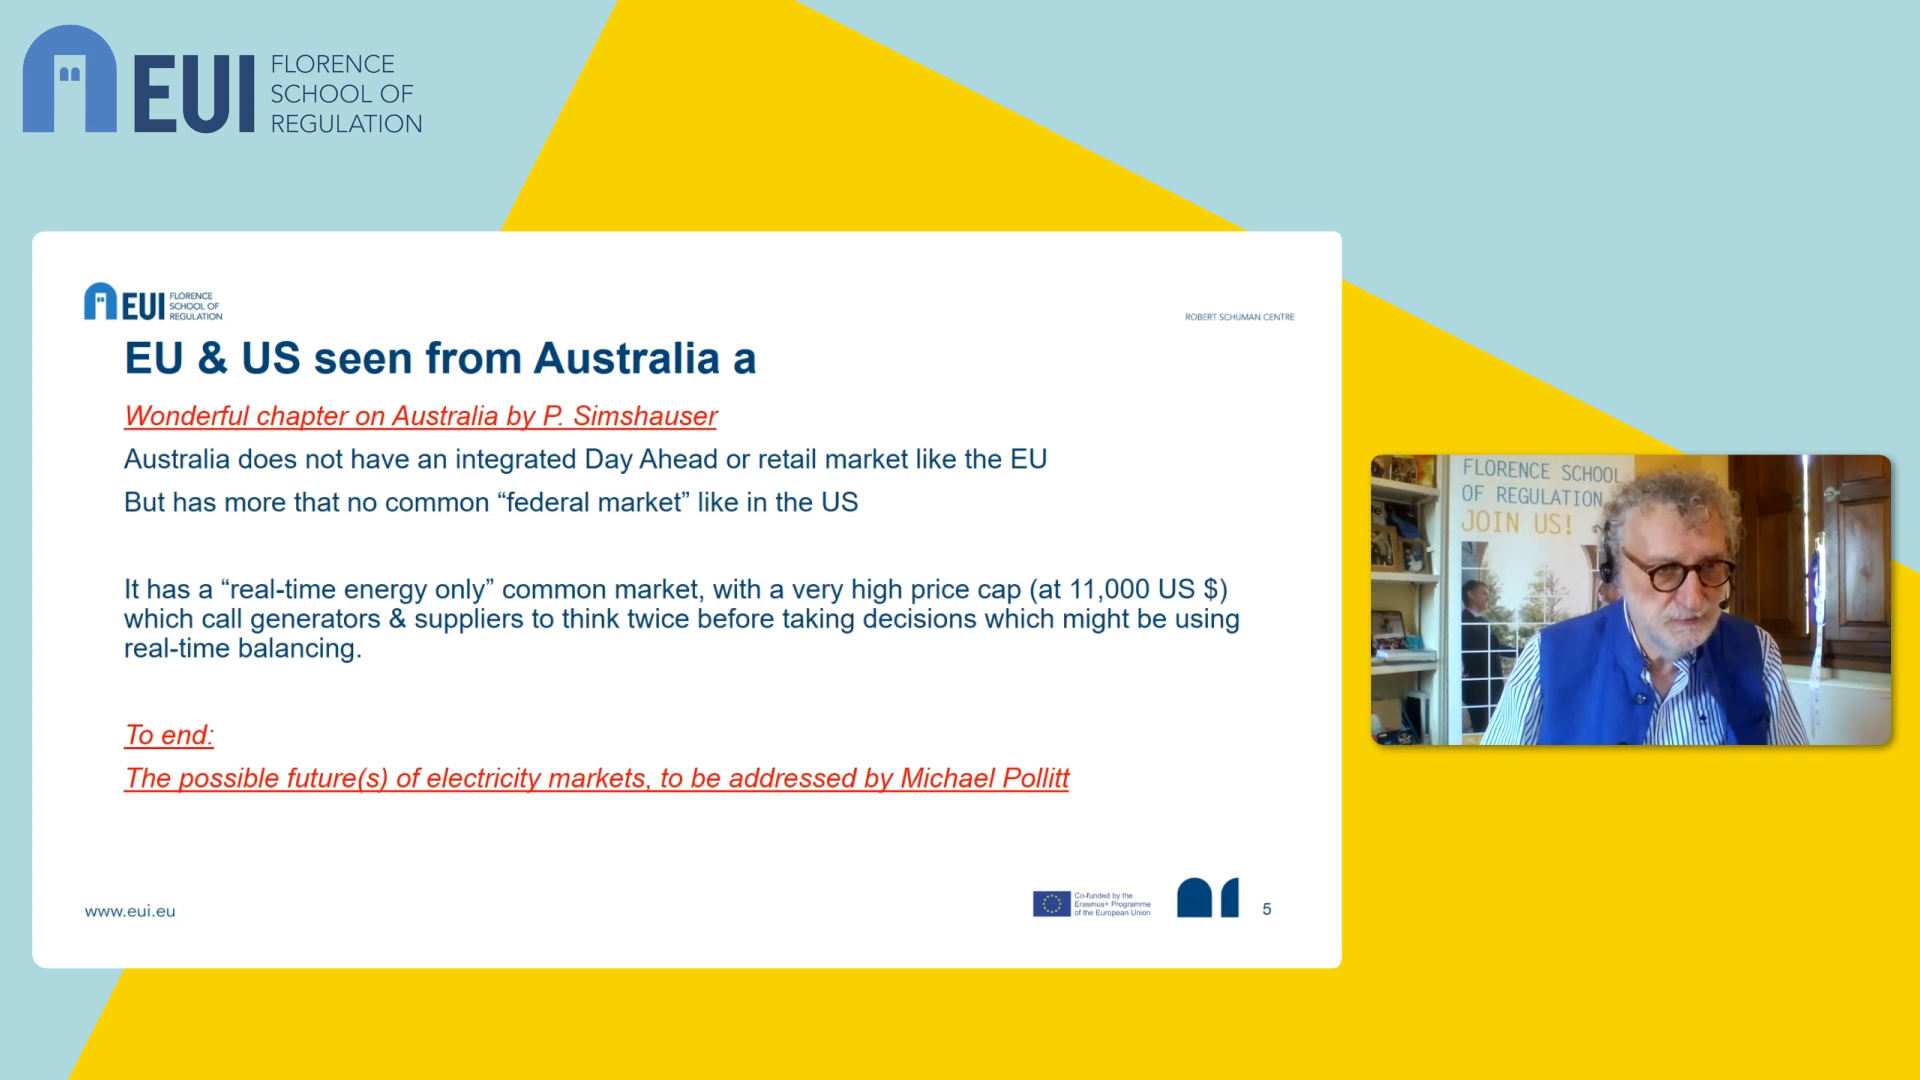 EUI
FLORENCE
SCHOOL OF
REGULATION
EUI
FLORENCE
SCHOOL OF
REGULATION
ROBERT SCHUMAN CENTRE
EU & US seen from Australia a
Wonderful chapter on Australia by P. Simshauser
Australia does not have an integrated Day Ahead or retail market like the EU
But has more that no common “federal market” like in the US
It has a “real-time energy only” common market, with a very high price cap (at 11,000 US $)
which call generators & suppliers to think twice before taking decisions which might be using
real-time balancing.
To end:
The possible future(s) of electricity markets, to be addressed by Michael Pollitt
www.eui.eu
Co-funded by the
Erasmus+ Programme
of the European Union
5
FLORENCE SCHOOL
OF REGULATION
JOIN US!